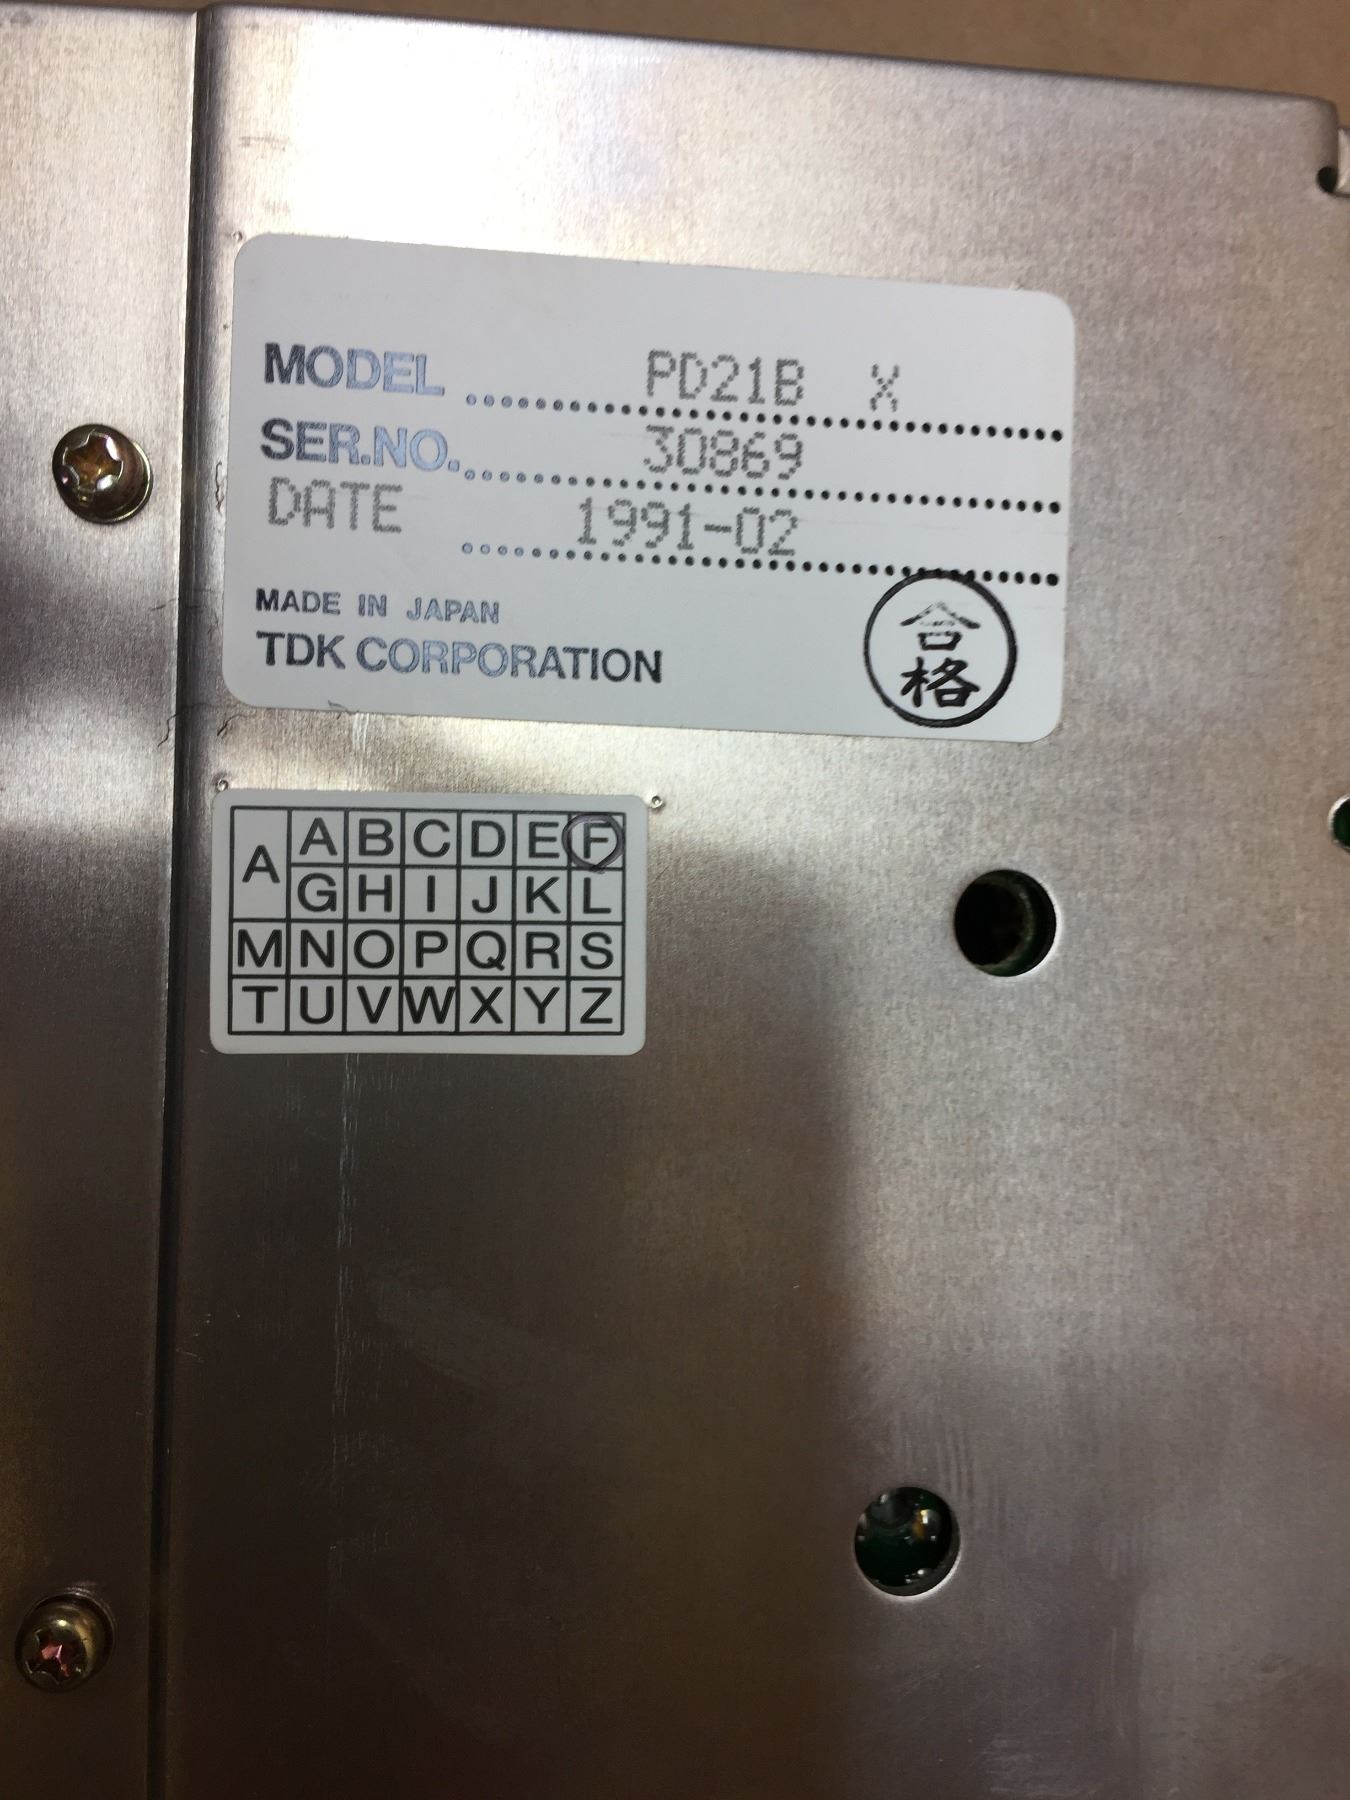 MODEL PD21B X
SER.NO. 30869
DATE 1991-02
MADE IN JAPAN
TDK CORPORATION
合格
A A B C D E F
G H I J K L
M N O P Q R S
T U V W X Y Z